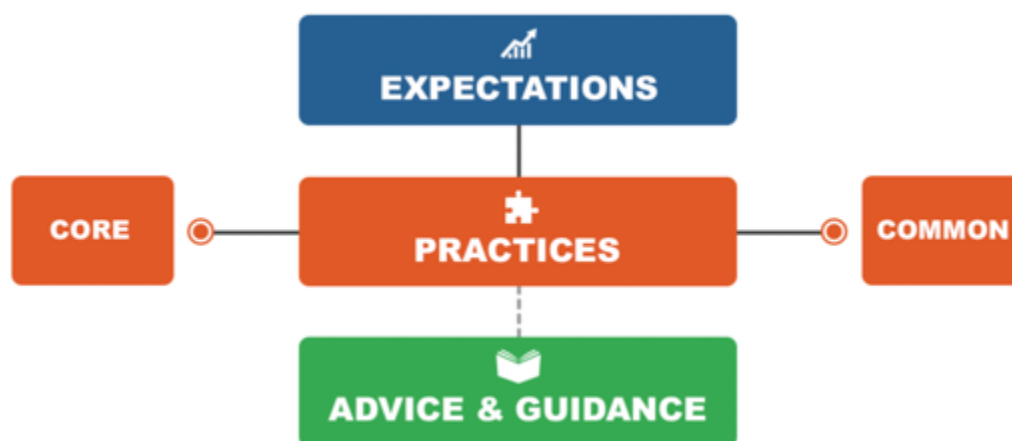 EXPECTATIONS
CORE
PRACTICES
COMMON
ADVICE & GUIDANCE